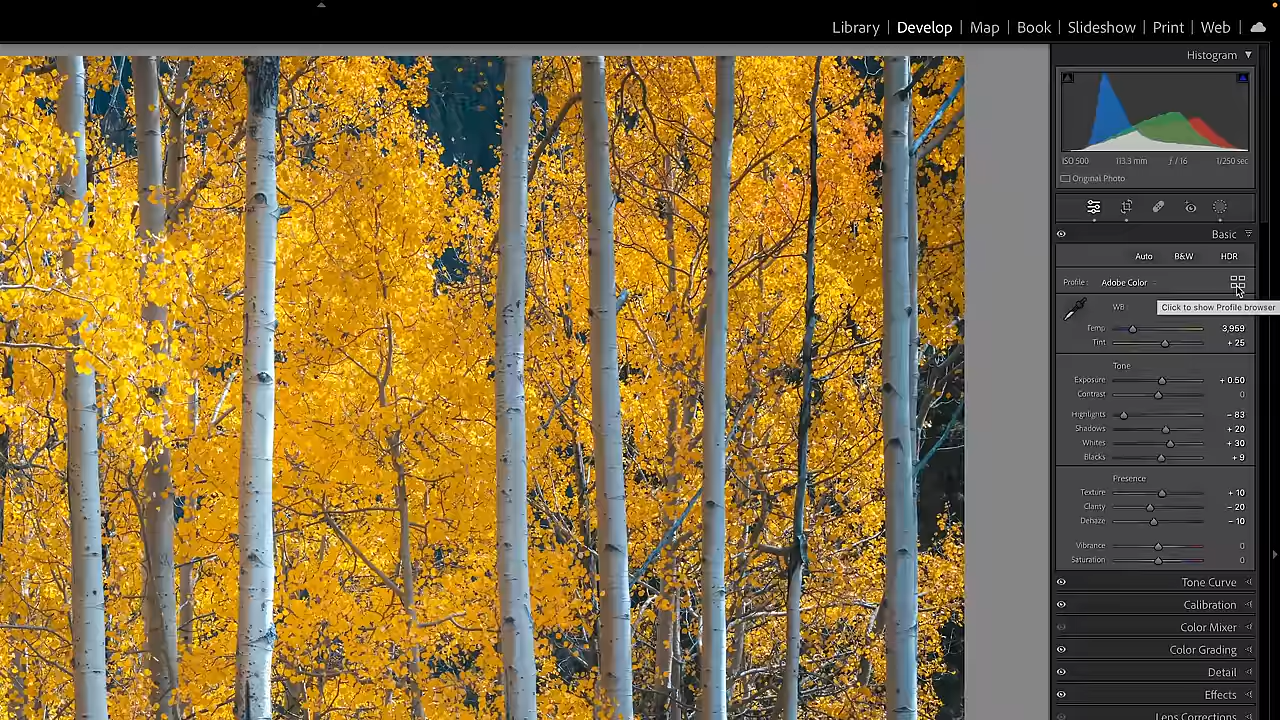 Library | Develop | Map | Book | Slideshow | Print | Web |
Histogram
ISO 500 113.3 mm ƒ / 16 1/250 sec
Original Photo
Basic
Auto B&W HDR
Profile : Adobe Color
WB :
Click to show Profile browser
Temp 3,959
Tint + 25
Tone
Exposure + 0.50
Contrast 0
Highlights − 83
Shadows + 20
Whites + 30
Blacks + 9
Presence
Texture + 10
Clarity − 20
Dehaze − 10
Vibrance 0
Saturation 0
Tone Curve
Calibration
Color Mixer
Color Grading
Detail
Effects
Lens Corrections